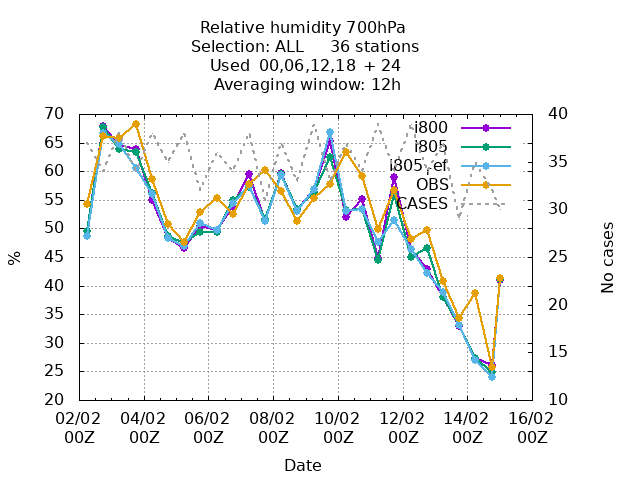 Relative humidity 700hPa
Selection: ALL 36 stations
Used 00,06,12,18 + 24
Averaging window: 12h
70
65
60
55
50
45
40
35
30
25
20
%
40
35
30
25
20
15
10
No cases
i800
i805
i805_ef
OBS
CASES
02/02 04/02 06/02 08/02 10/02 12/02 14/02 16/02
00Z 00Z 00Z 00Z 00Z 00Z 00Z 00Z
Date